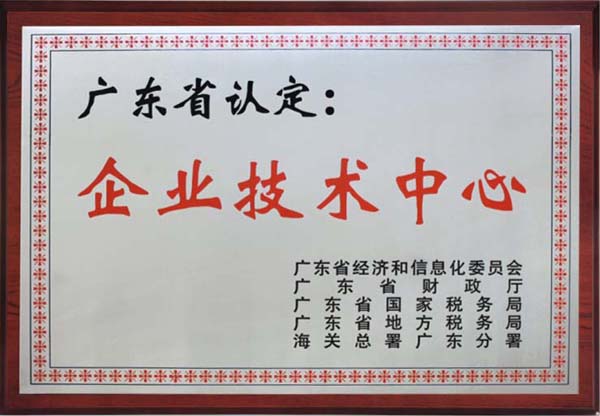 广东省认定：
企业技术中心
广东省经济和信息化委员会
广东省财政厅
广东省国家税务局
广东省地方税务局
海关总署广东分署